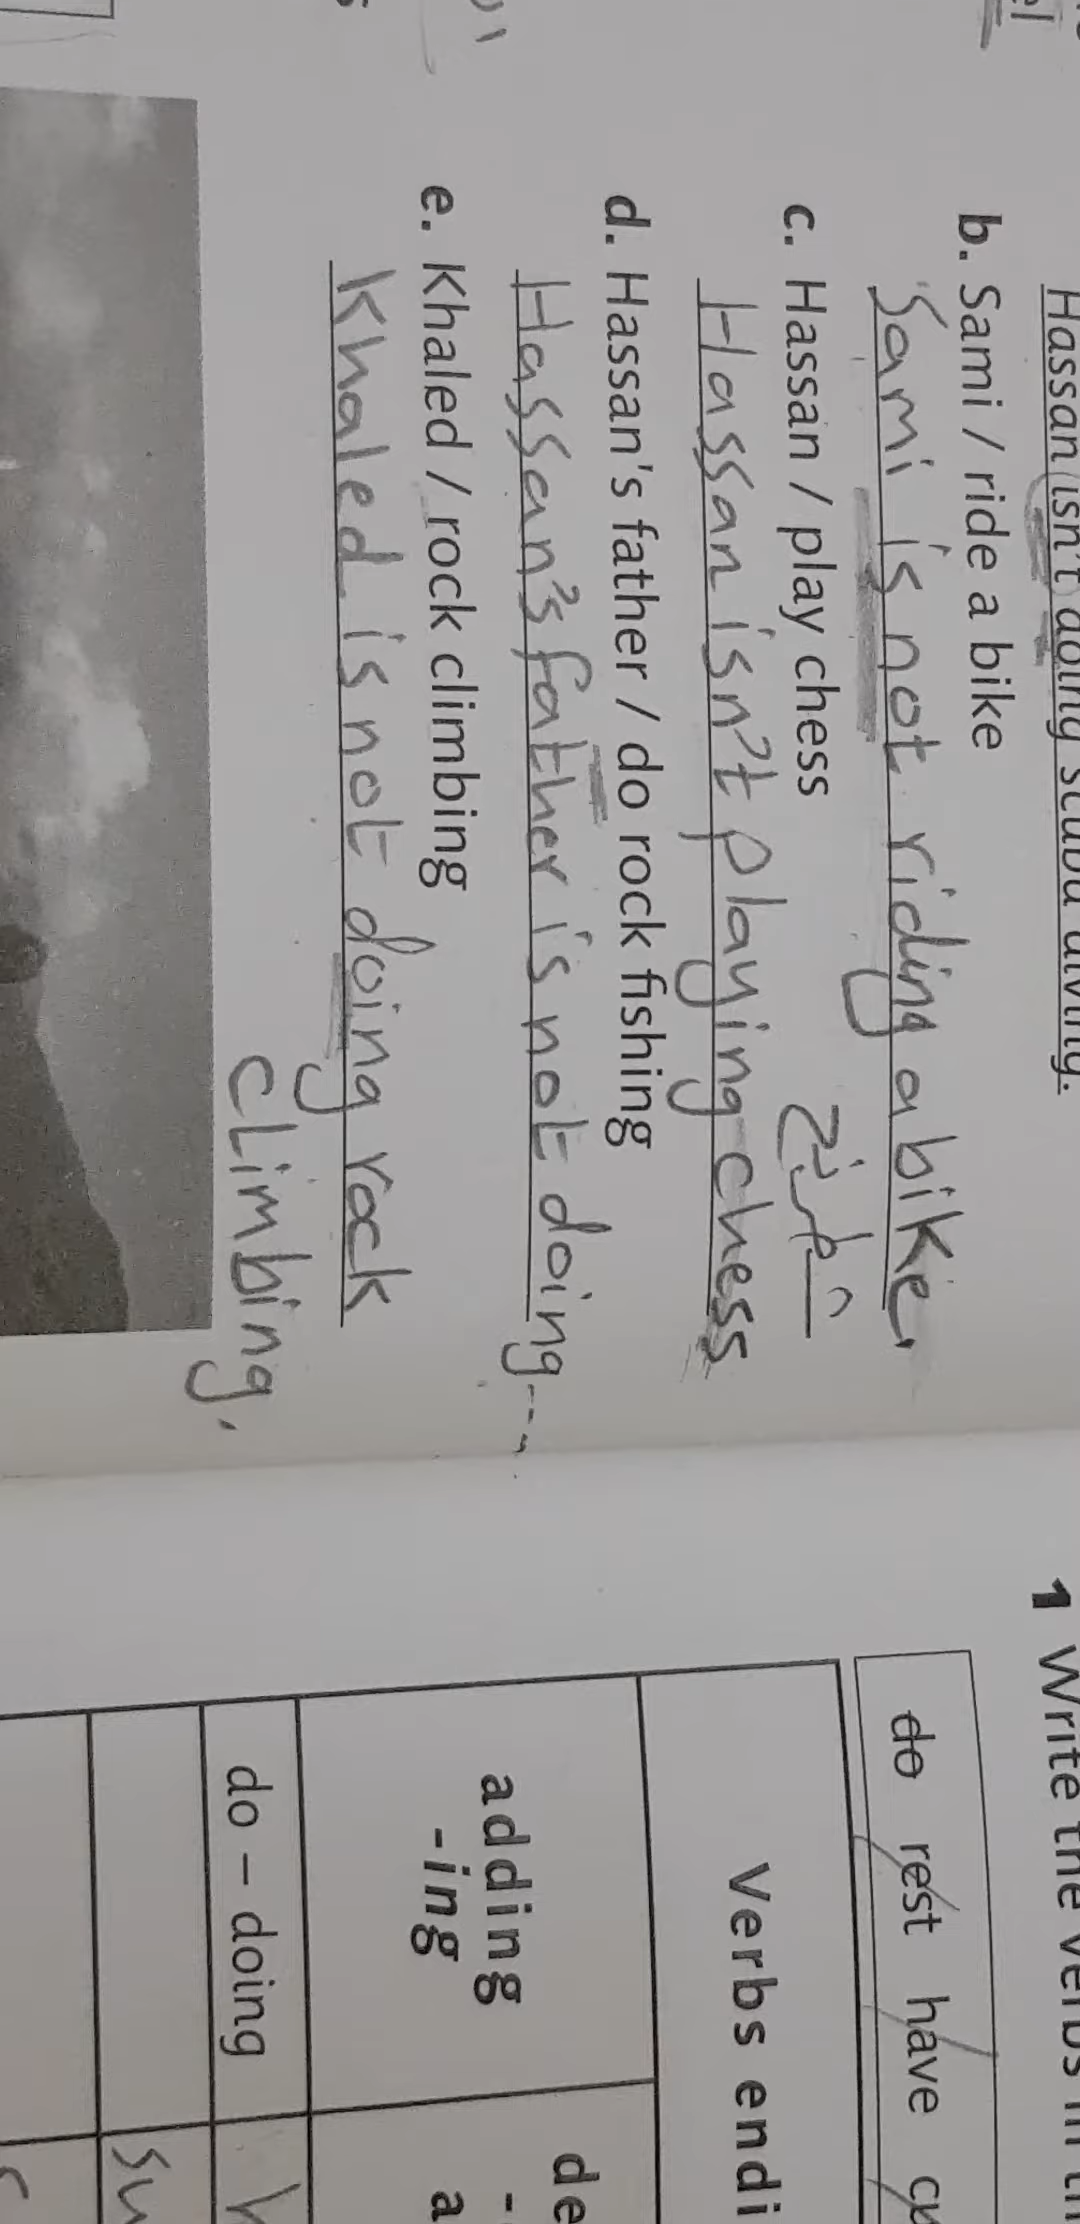 Hassan isn't doing scuba diving.
b. Sami / ride a bike
Sami is not riding a bike.
c. Hassan / play chess
Hassan isn't playing chess
d. Hassan's father / do rock fishing
Hassan's father is not doing...
e. Khaled / rock climbing
Khaled is not doing rock
climbing.
1 Write the verbs in
do rest have
Verbs endi
adding
-ing
de
-
a
do – doing
su